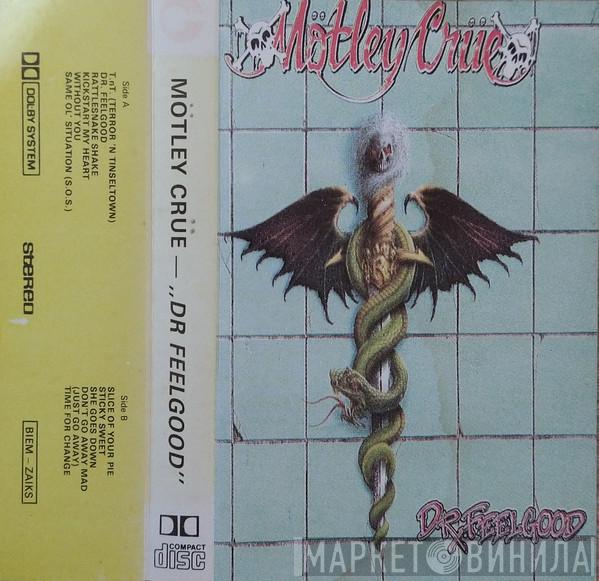 Side A
T.nT. (TERROR 'N TINSELTOWN)
DR. FEELGOOD
RATTLESNAKE SHAKE
KICKSTART MY HEART
WITHOUT YOU
SAME OL' SITUATION (S.O.S.)
DOLBY SYSTEM
stereo
Side B
SLICE OF YOUR PIE
STICKY SWEET
SHE GOES DOWN
DON'T GO AWAY MAD
(JUST GO AWAY)
TIME FOR CHANGE
BIEM – ZAIKS
MÖTLEY CRÜE — „DR FEELGOOD"
COMPACT
disc
Mötley Crüe
DR. FEELGOOD
МАРКЕТ ВИНИЛА